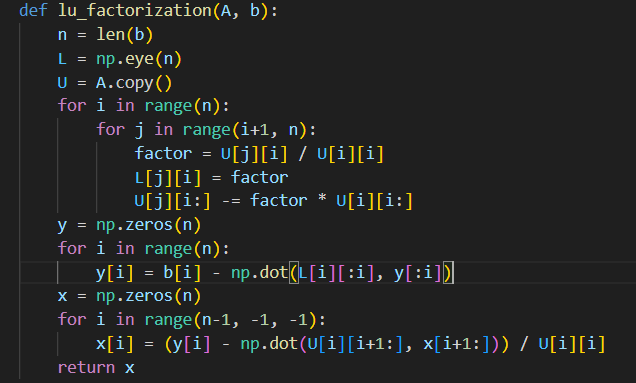 def lu_factorization(A, b):
    n = len(b)
    L = np.eye(n)
    U = A.copy()
    for i in range(n):
        for j in range(i+1, n):
            factor = U[j][i] / U[i][i]
            L[j][i] = factor
            U[j][i:] -= factor * U[i][i:]
    y = np.zeros(n)
    for i in range(n):
        y[i] = b[i] - np.dot(L[i][:i], y[:i])
    x = np.zeros(n)
    for i in range(n-1, -1, -1):
        x[i] = (y[i] - np.dot(U[i][i+1:], x[i+1:])) / U[i][i]
    return x